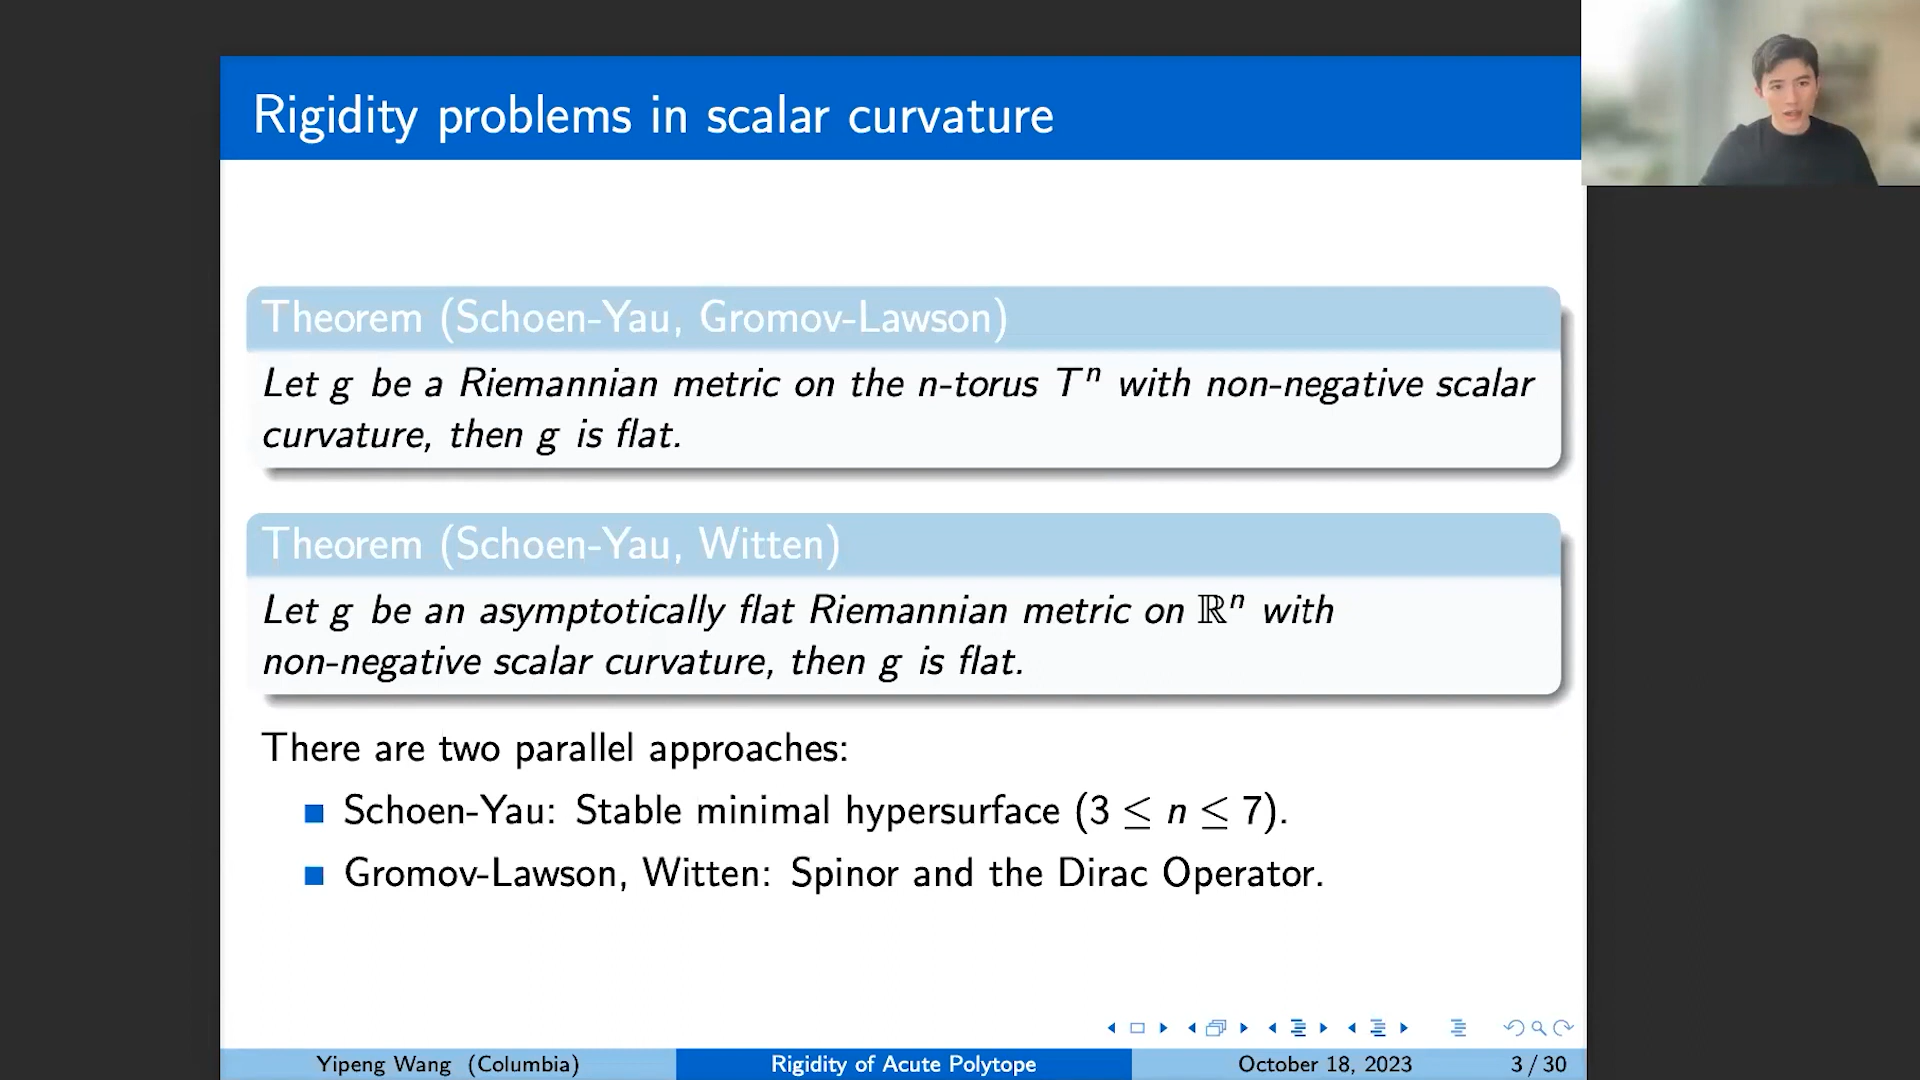 Rigidity problems in scalar curvature
Theorem (Schoen-Yau, Gromov-Lawson)
Let g be a Riemannian metric on the n-torus Tⁿ with non-negative scalar
curvature, then g is flat.
Theorem (Schoen-Yau, Witten)
Let g be an asymptotically flat Riemannian metric on ℝⁿ with
non-negative scalar curvature, then g is flat.
There are two parallel approaches:
Schoen-Yau: Stable minimal hypersurface (3 ≤ n ≤ 7).
Gromov-Lawson, Witten: Spinor and the Dirac Operator.
Yipeng Wang (Columbia) Rigidity of Acute Polytope October 18, 2023 3 / 30